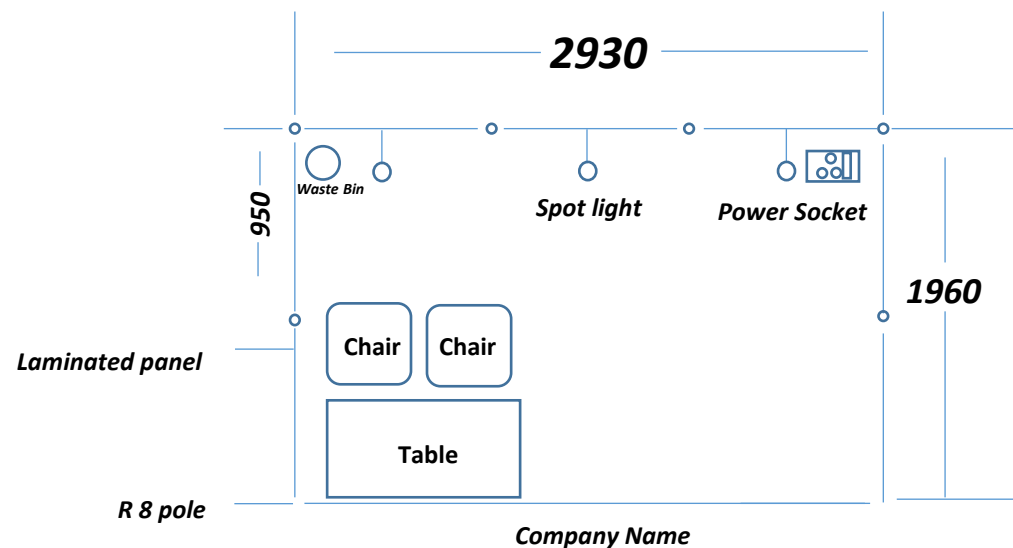 2930
Waste Bin
950
Spot light
Power Socket
1960
Chair
Chair
Laminated panel
Table
R 8 pole
Company Name